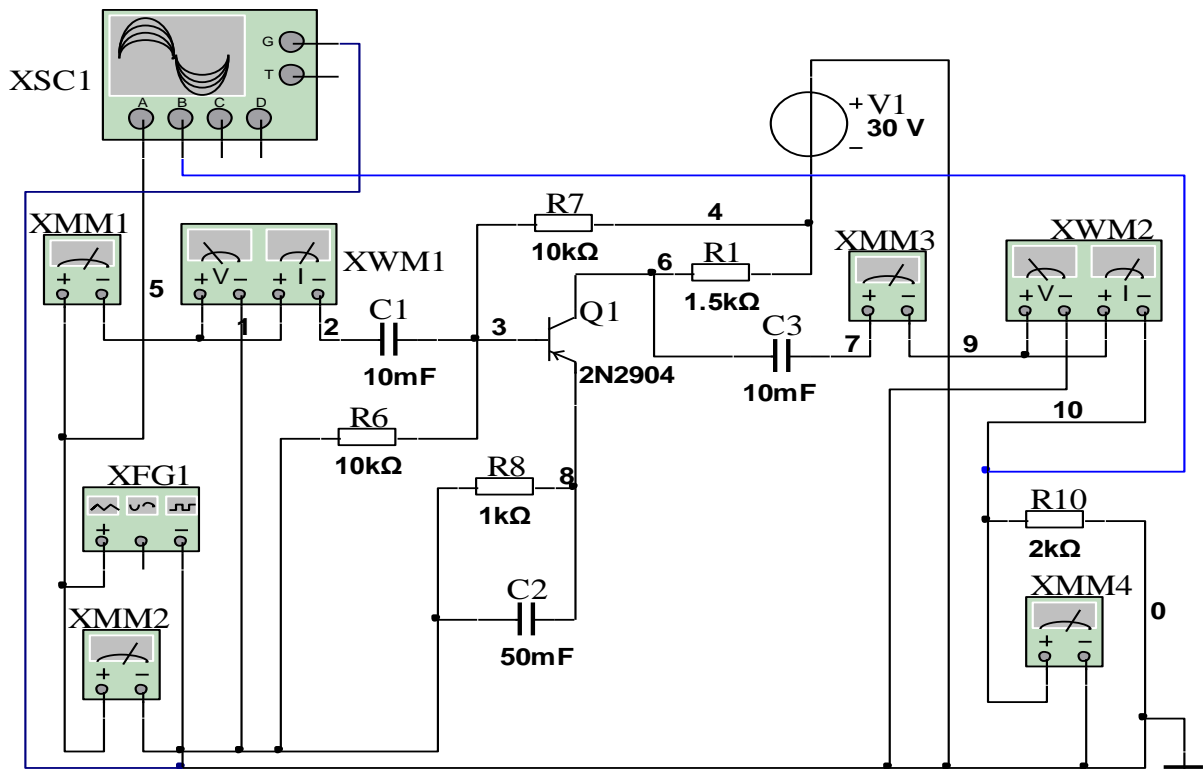 XSC1
G
T
A B C D
+ V1
30 V
−
R7
10kΩ
4
XMM1
+ −
5
+ V − + I −
XWM1
1
2
C1
10mF
3
Q1
2N2904
6
R1
1.5kΩ
C3
10mF
7
XMM3
+ −
9
XWM2
+ V − + I −
10
R6
10kΩ
XFG1
+ −
R8
1kΩ
8
C2
50mF
XMM2
+ −
R10
2kΩ
XMM4
+ −
0